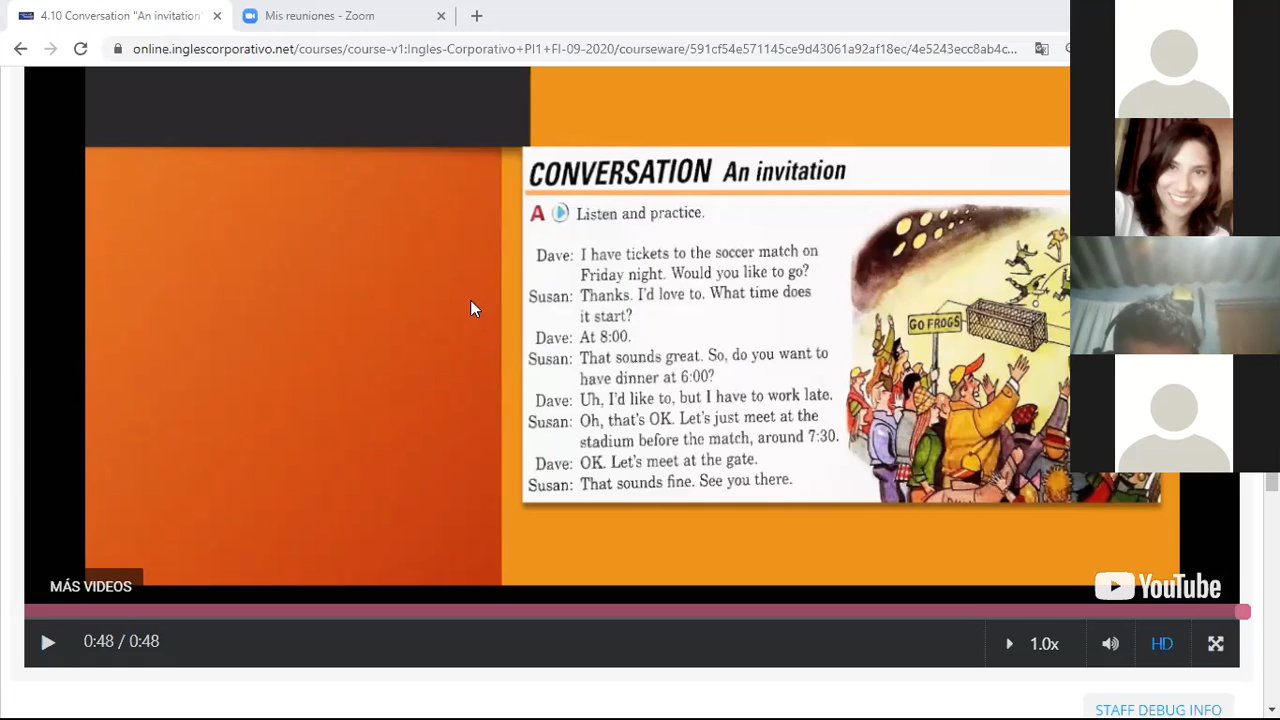 4.10 Conversation "An invitation"
Mis reuniones - Zoom
online.inglescorporativo.net/courses/course-v1:Ingles-Corporativo+PI1+FI-09-2020/courseware/591cf54e571145ce9d43061a92af18ec/4e5243ecc8ab4c...
CONVERSATION An invitation
A Listen and practice.
Dave: I have tickets to the soccer match on
Friday night. Would you like to go?
Susan: Thanks. I'd love to. What time does
it start?
Dave: At 8:00.
Susan: That sounds great. So, do you want to
have dinner at 6:00?
Dave: Uh, I'd like to, but I have to work late.
Susan: Oh, that's OK. Let's just meet at the
stadium before the match, around 7:30.
Dave: OK. Let's meet at the gate.
Susan: That sounds fine. See you there.
GO FROGS
MÁS VIDEOS
YouTube
0:48 / 0:48
1.0x
HD
STAFF DEBUG INFO